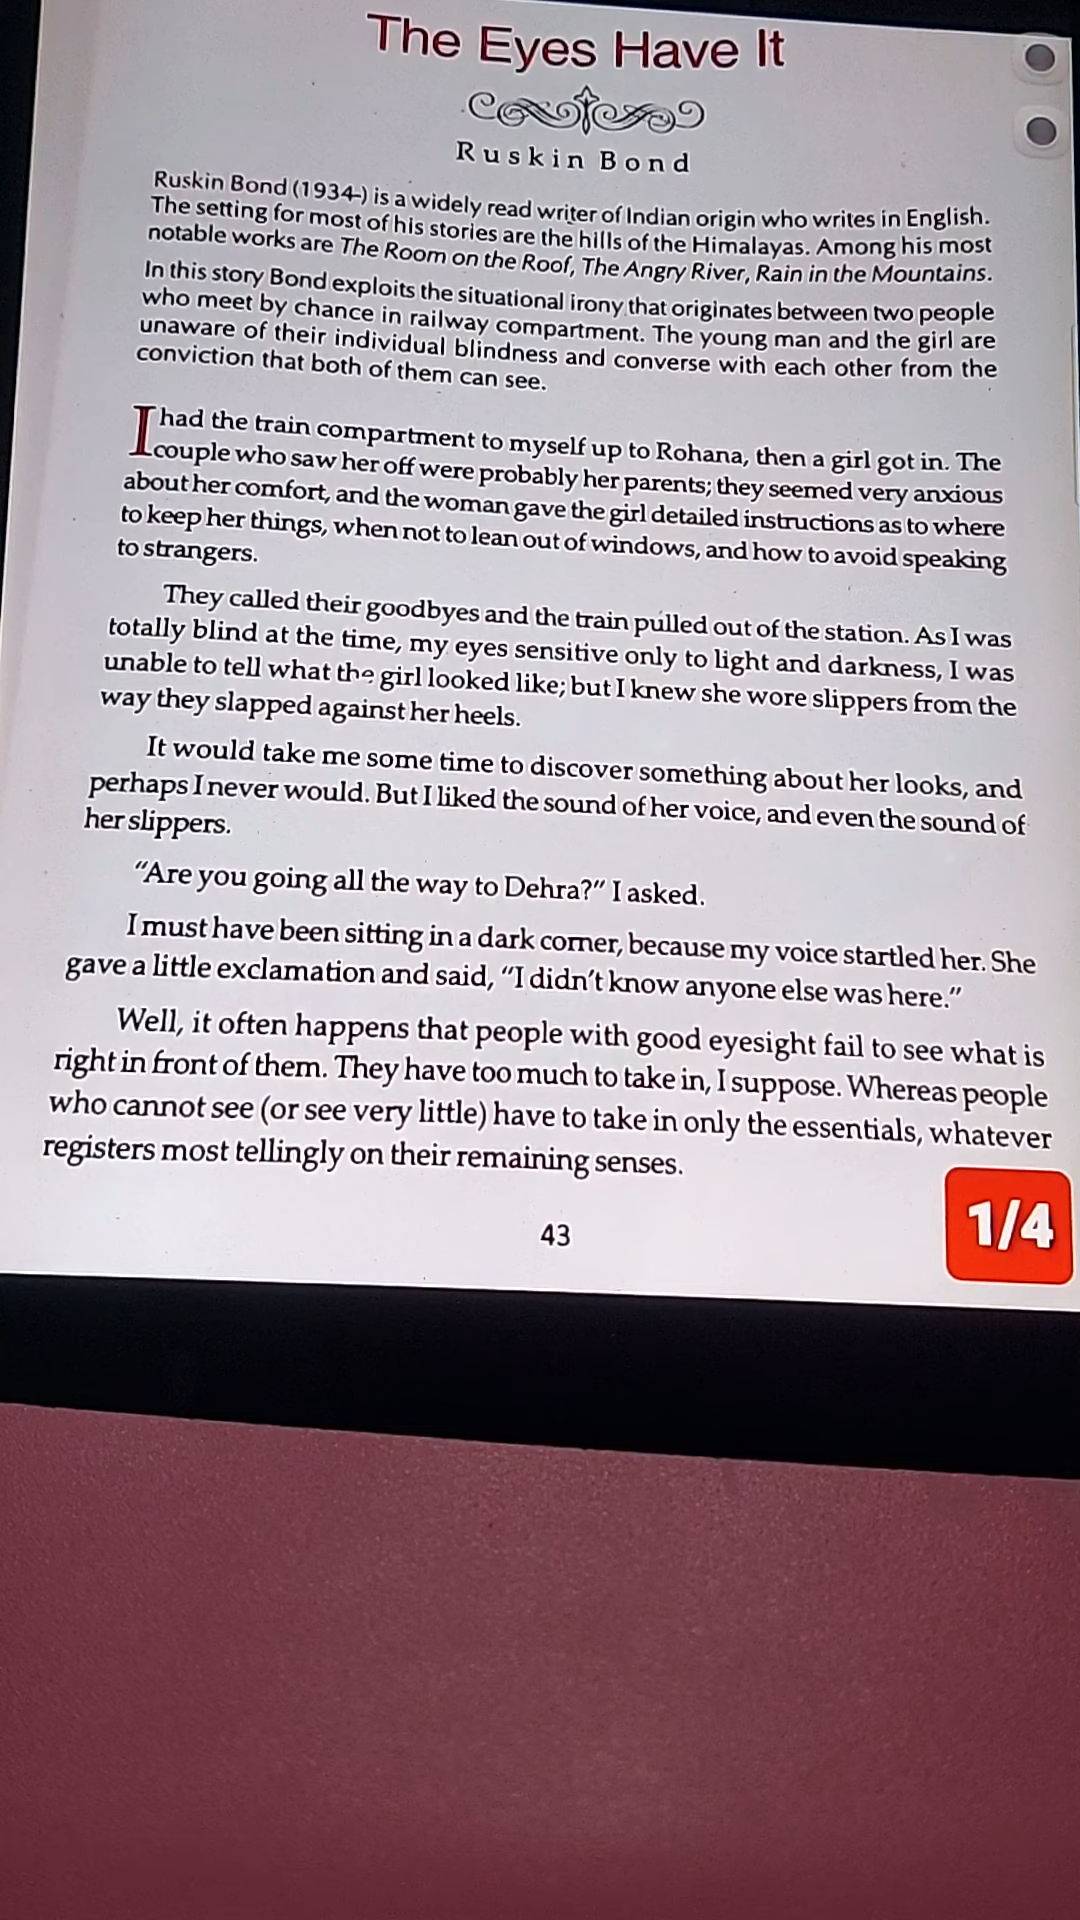 The Eyes Have It
Ruskin Bond
Ruskin Bond (1934-) is a widely read writer of Indian origin who writes in English.
The setting for most of his stories are the hills of the Himalayas. Among his most
notable works are The Room on the Roof, The Angry River, Rain in the Mountains.
In this story Bond exploits the situational irony that originates between two people
who meet by chance in railway compartment. The young man and the girl are
unaware of their individual blindness and converse with each other from the
conviction that both of them can see.
I had the train compartment to myself up to Rohana, then a girl got in. The
couple who saw her off were probably her parents; they seemed very anxious
about her comfort, and the woman gave the girl detailed instructions as to where
to keep her things, when not to lean out of windows, and how to avoid speaking
to strangers.
They called their goodbyes and the train pulled out of the station. As I was
totally blind at the time, my eyes sensitive only to light and darkness, I was
unable to tell what the girl looked like; but I knew she wore slippers from the
way they slapped against her heels.
It would take me some time to discover something about her looks, and
perhaps I never would. But I liked the sound of her voice, and even the sound of
her slippers.
“Are you going all the way to Dehra?” I asked.
I must have been sitting in a dark corner, because my voice startled her. She
gave a little exclamation and said, “I didn’t know anyone else was here.”
Well, it often happens that people with good eyesight fail to see what is
right in front of them. They have too much to take in, I suppose. Whereas people
who cannot see (or see very little) have to take in only the essentials, whatever
registers most tellingly on their remaining senses.
43
1/4